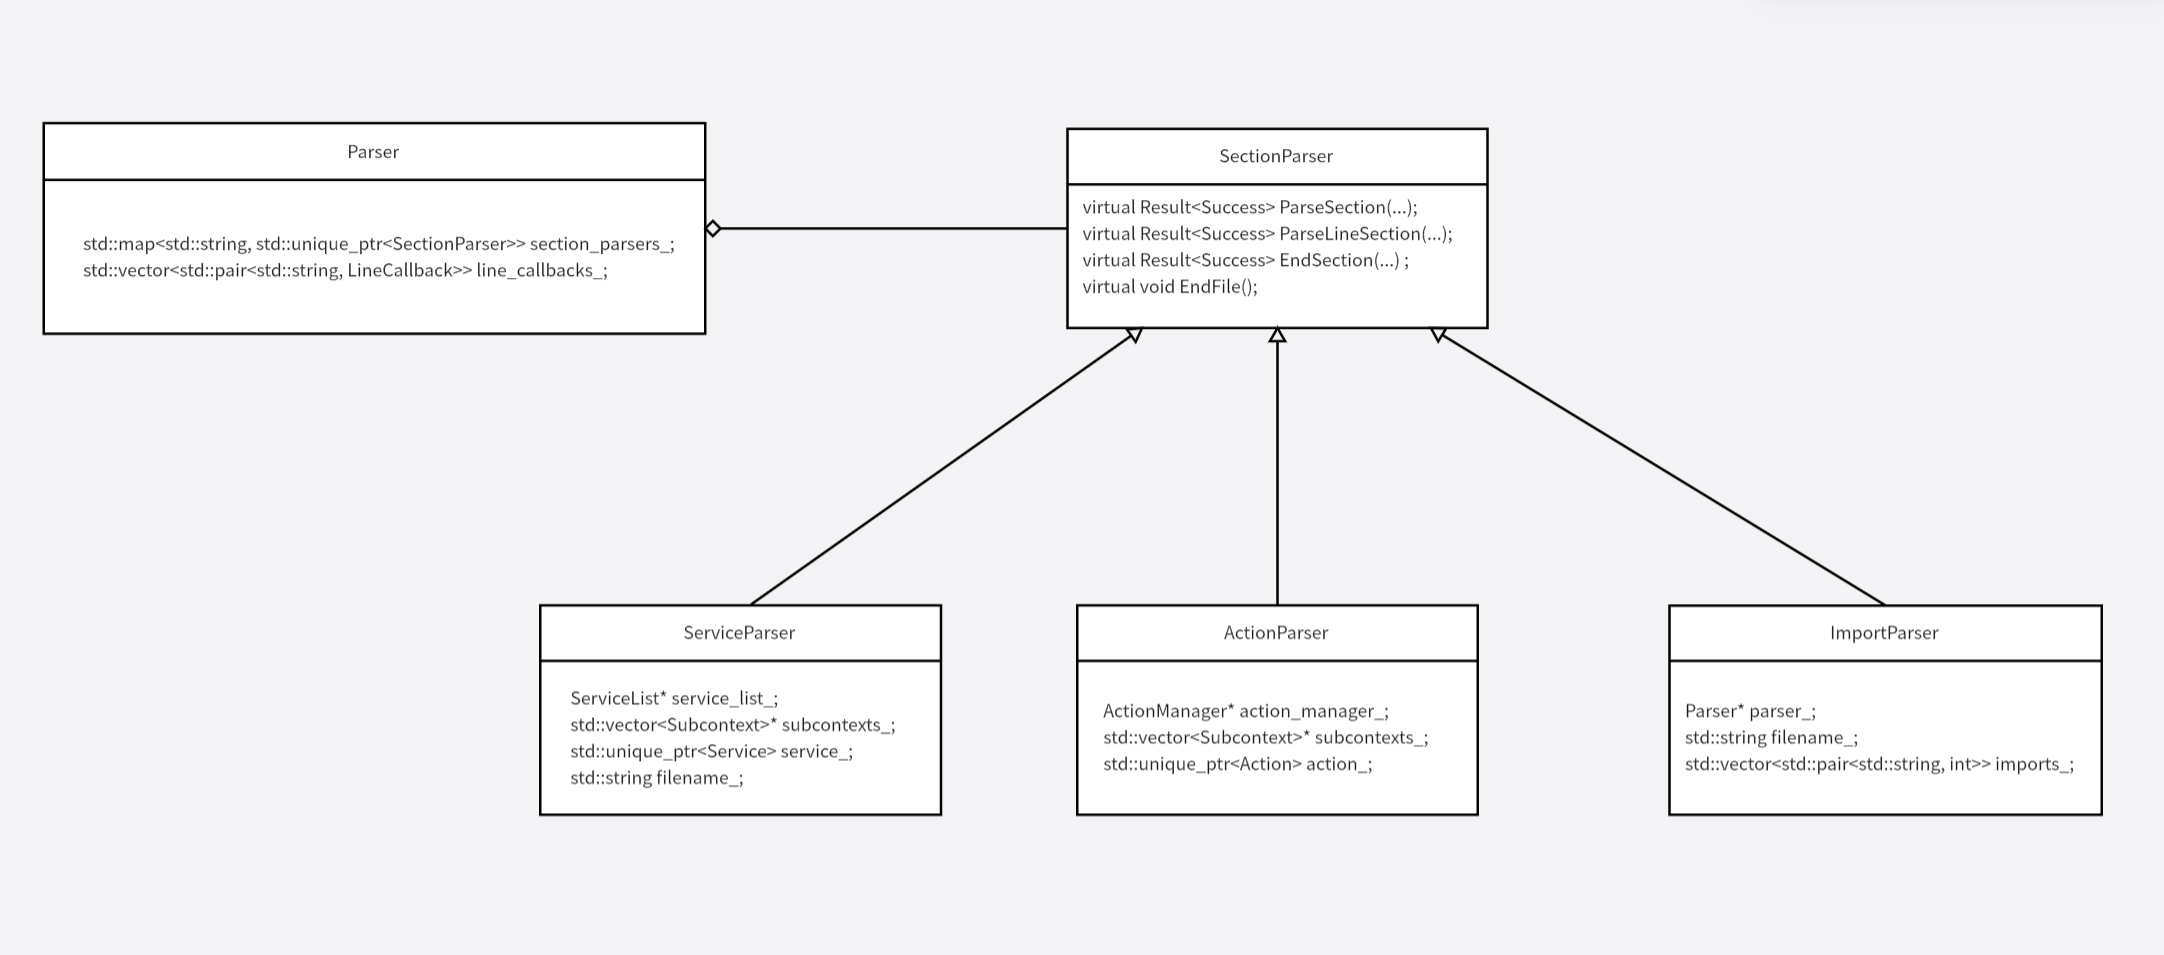 Parser
std::map<std::string, std::unique_ptr<SectionParser>> section_parsers_;
std::vector<std::pair<std::string, LineCallback>> line_callbacks_;
SectionParser
virtual Result<Success> ParseSection(...);
virtual Result<Success> ParseLineSection(...);
virtual Result<Success> EndSection(...) ;
virtual void EndFile();
ServiceParser
ServiceList* service_list_;
std::vector<Subcontext>* subcontexts_;
std::unique_ptr<Service> service_;
std::string filename_;
ActionParser
ActionManager* action_manager_;
std::vector<Subcontext>* subcontexts_;
std::unique_ptr<Action> action_;
ImportParser
Parser* parser_;
std::string filename_;
std::vector<std::pair<std::string, int>> imports_;